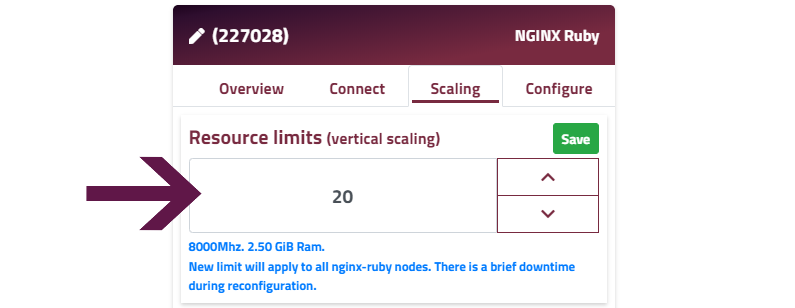 (227028) NGINX Ruby
Overview Connect Scaling Configure
Resource limits (vertical scaling) Save
20
8000Mhz. 2.50 GiB Ram.
New limit will apply to all nginx-ruby nodes. There is a brief downtime
during reconfiguration.